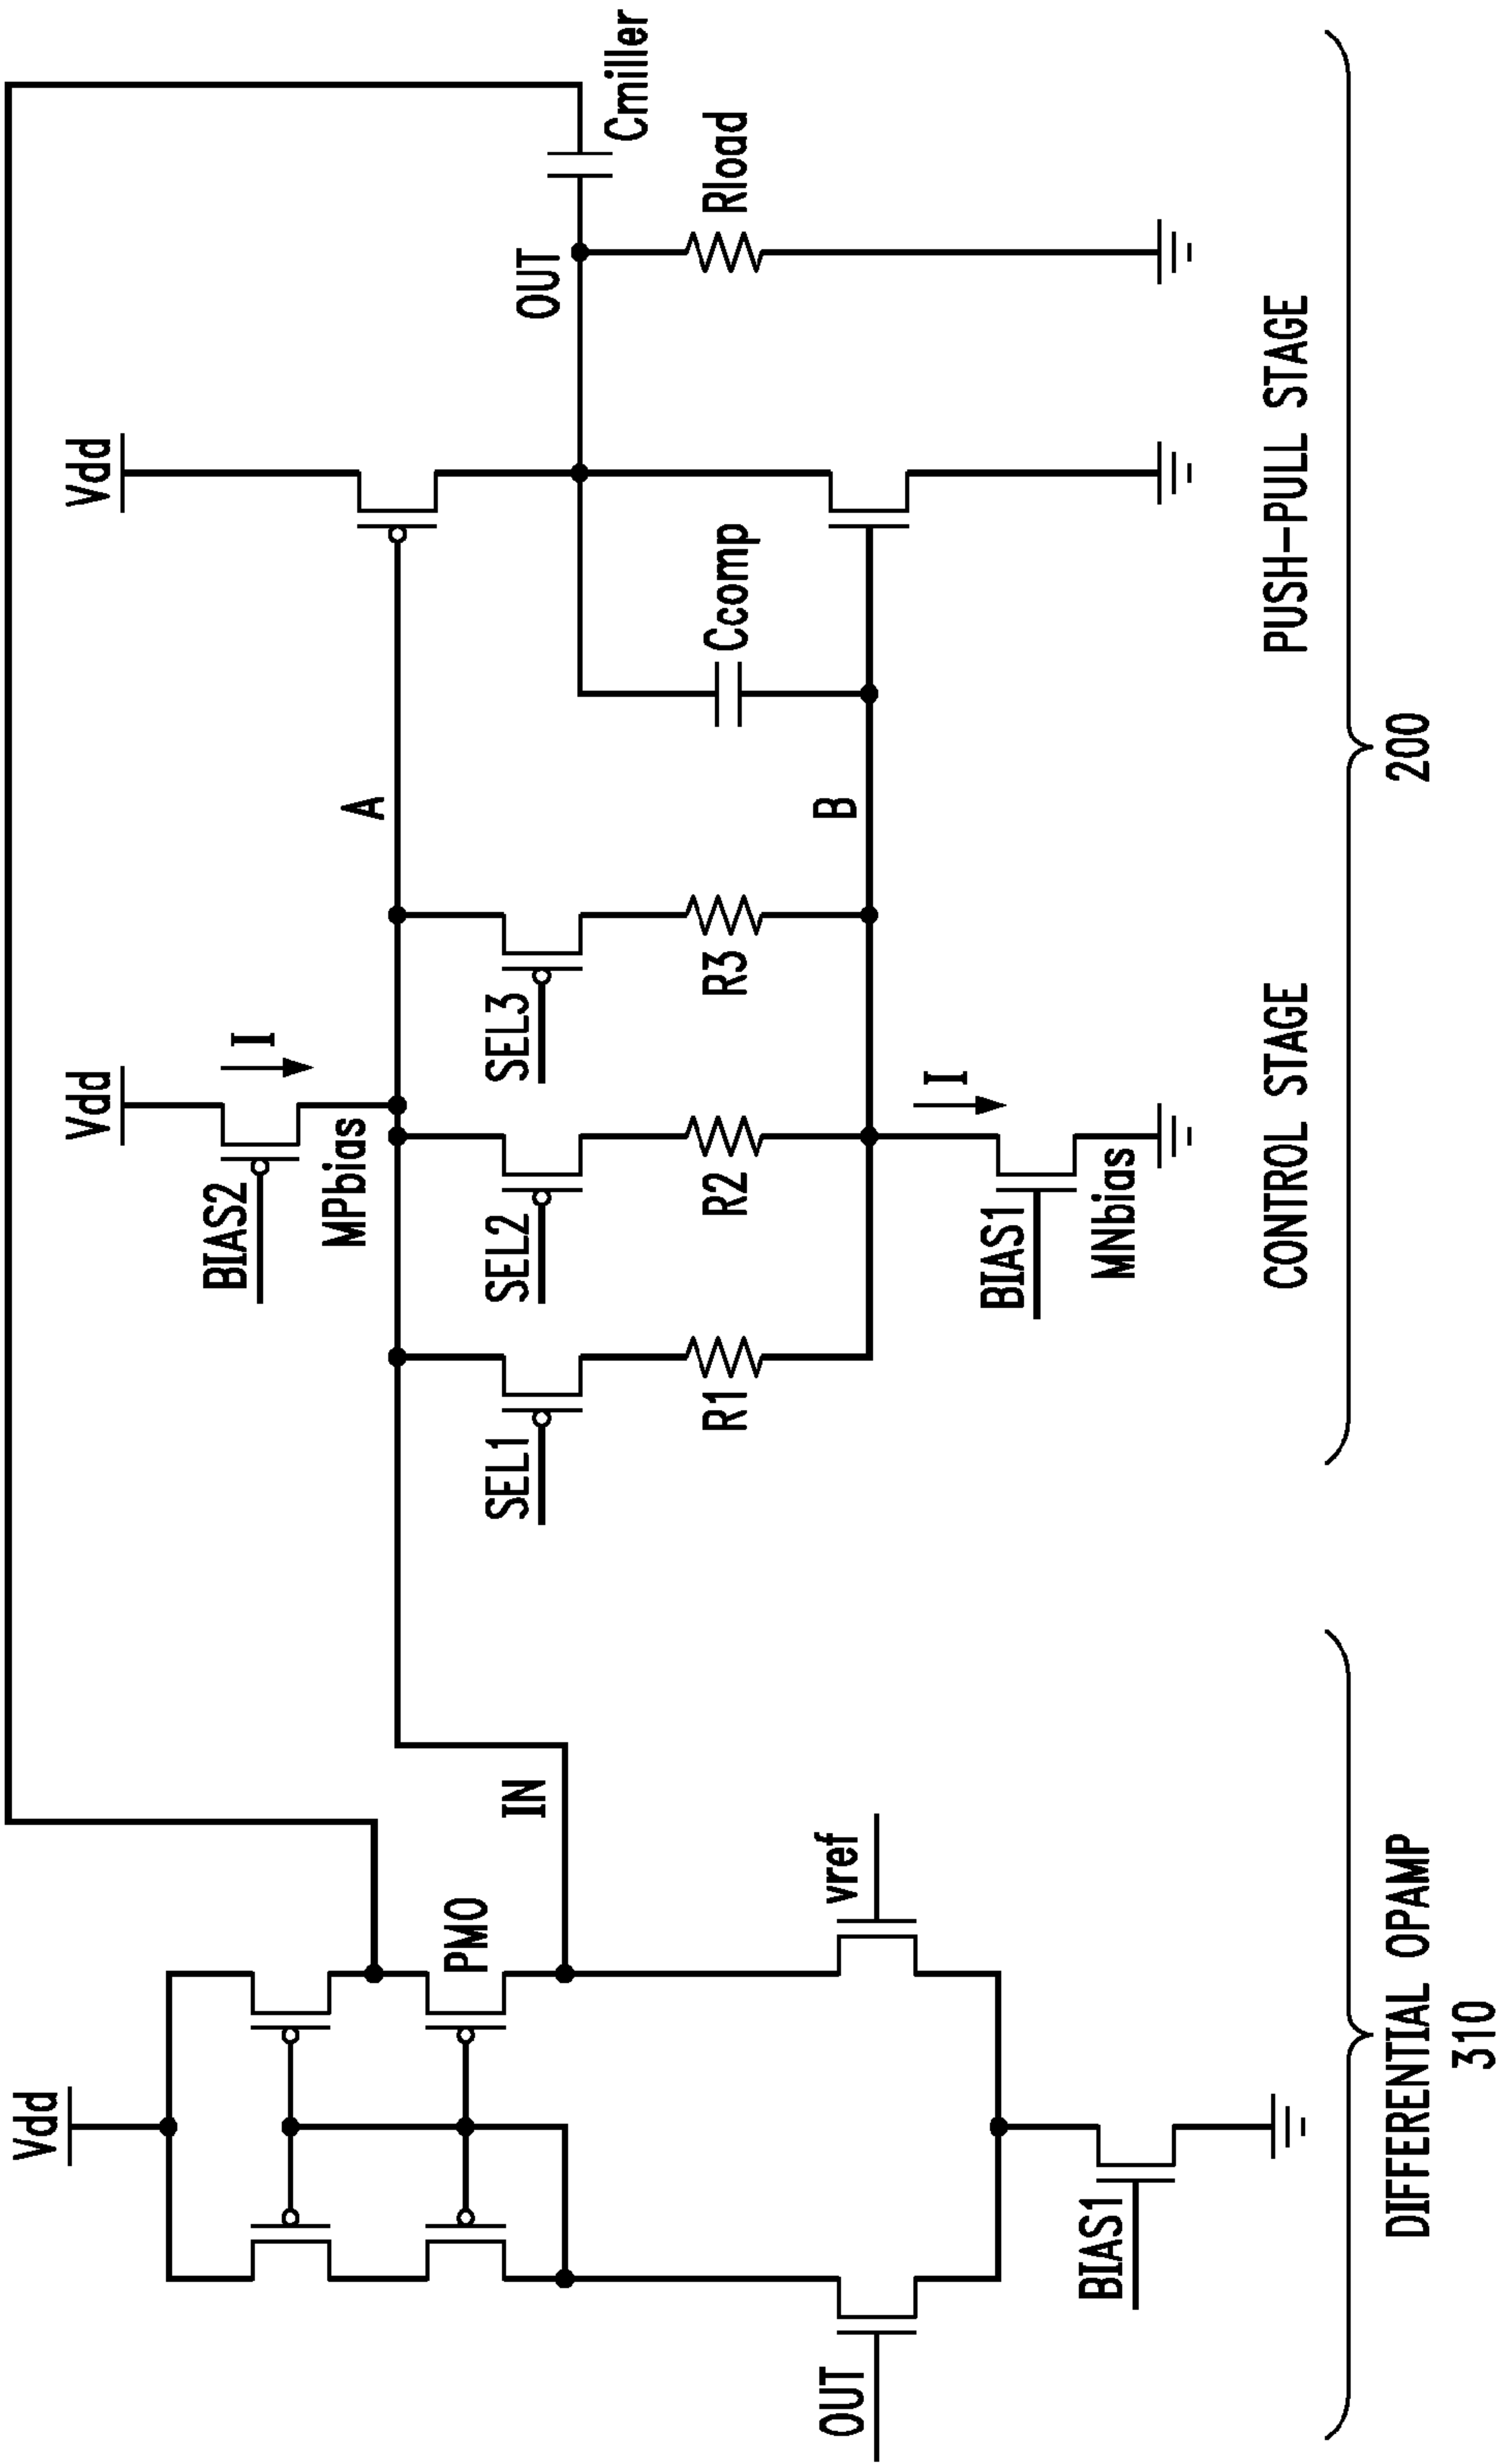 Vdd
PM0
IN
OUT
vref
BIAS1
DIFFERENTIAL OPAMP
310
Vdd
BIAS2
I
MPbias
A
SEL1
SEL2
SEL3
R1
R2
R3
B
BIAS1
I
MNbias
CONTROL STAGE
Vdd
OUT
Cmiller
Ccomp
Rload
PUSH-PULL STAGE
200